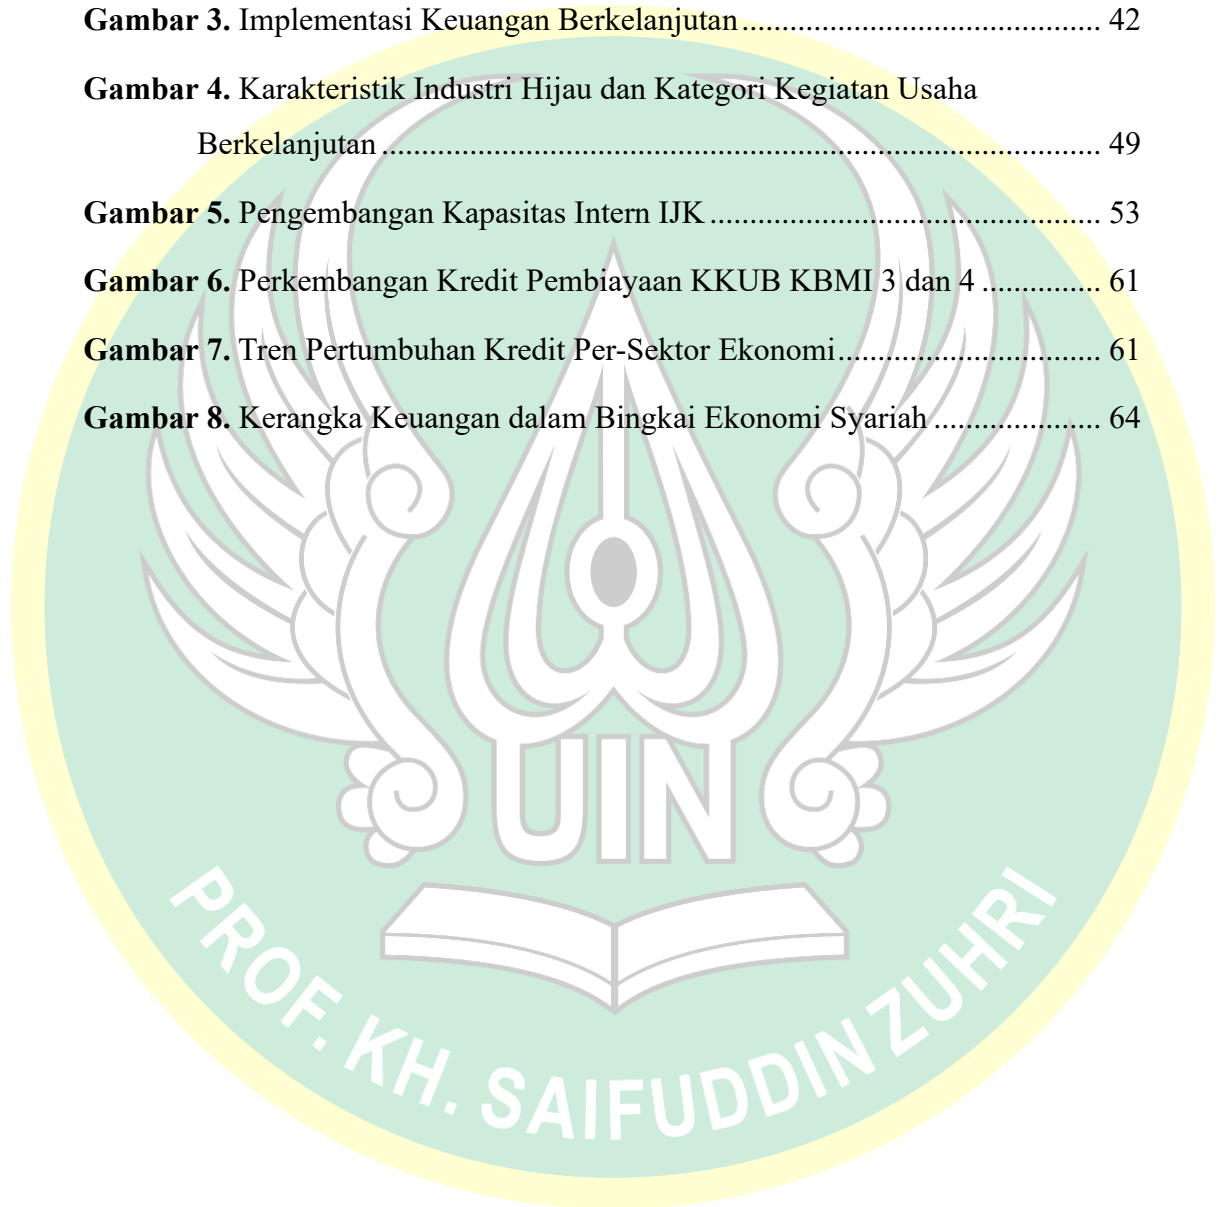 Gambar 3. Implementasi Keuangan Berkelanjutan............................................. 42
Gambar 4. Karakteristik Industri Hijau dan Kategori Kegiatan Usaha
Berkelanjutan.......................................................................................... 49
Gambar 5. Pengembangan Kapasitas Intern IJK................................................. 53
Gambar 6. Perkembangan Kredit Pembiayaan KKUB KBMI 3 dan 4 ............... 61
Gambar 7. Tren Pertumbuhan Kredit Per-Sektor Ekonomi................................. 61
Gambar 8. Kerangka Keuangan dalam Bingkai Ekonomi Syariah ..................... 64
UIN
PROF. KH. SAIFUDDIN ZUHRI